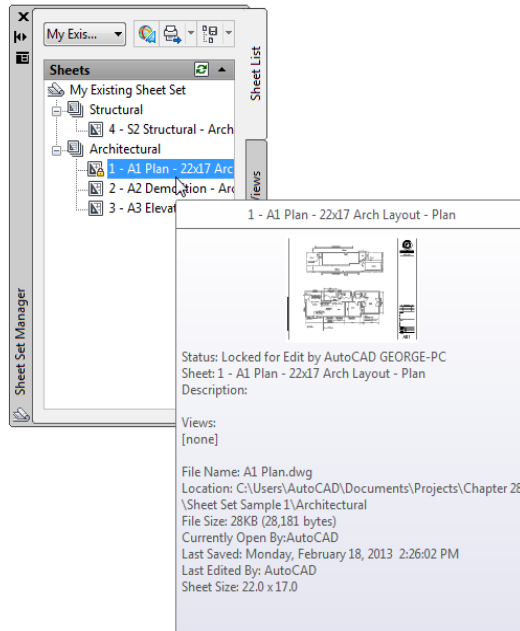 My Exis...
Sheets
My Existing Sheet Set
Structural
4 - S2 Structural - Arch
Architectural
1 - A1 Plan - 22x17 Arc
2 - A2 Demolition - Arc
3 - A3 Elevat
Sheet List
Views
Sheet Set Manager
1 - A1 Plan - 22x17 Arch Layout - Plan
Status: Locked for Edit by AutoCAD GEORGE-PC
Sheet: 1 - A1 Plan - 22x17 Arch Layout - Plan
Description:
Views:
[none]
File Name: A1 Plan.dwg
Location: C:\Users\AutoCAD\Documents\Projects\Chapter 28
\Sheet Set Sample 1\Architectural
File Size: 28KB (28,181 bytes)
Currently Open By:AutoCAD
Last Saved: Monday, February 18, 2013  2:26:02 PM
Last Edited By: AutoCAD
Sheet Size: 22.0 x 17.0